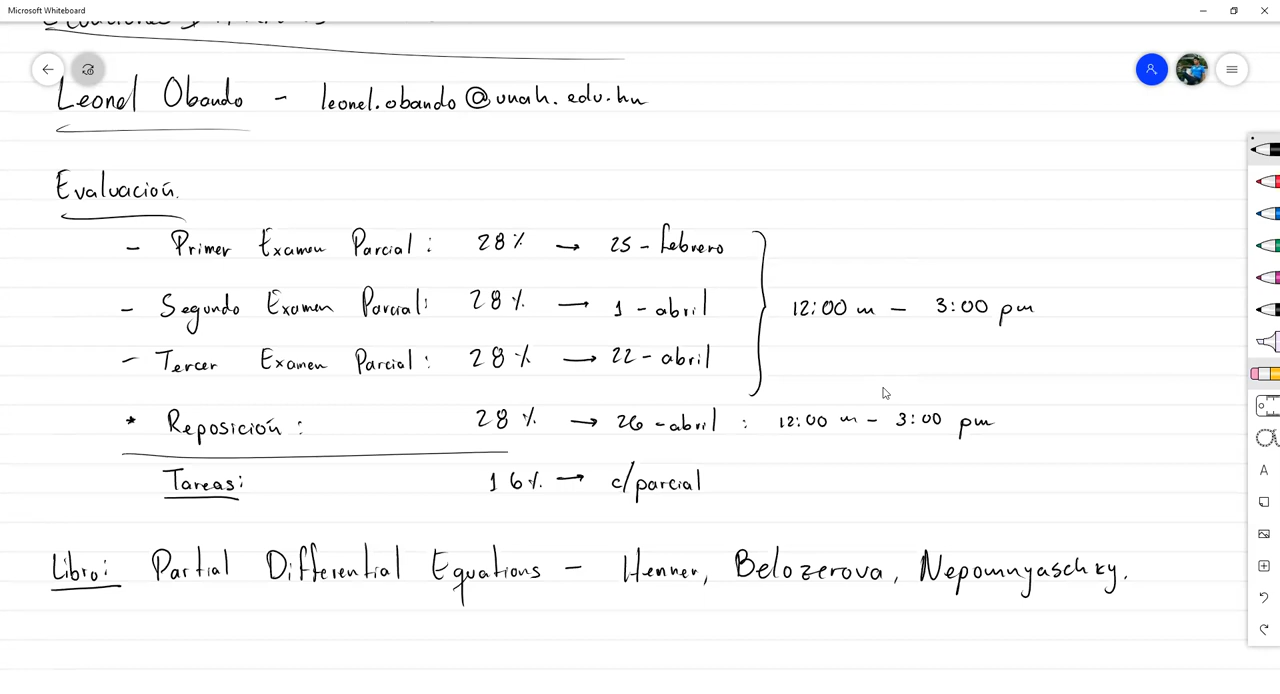 Microsoft Whiteboard
Leonel Obando - leonel.obando@unah.edu.hn
Evaluación.
- Primer Examen Parcial: 28% → 25-febrero
- Segundo Examen Parcial: 28% → 1-abril 12:00 m - 3:00 pm
- Tercer Examen Parcial: 28% → 22-abril
* Reposición: 28% → 26-abril : 12:00 m - 3:00 pm
Tareas: 16% → c/parcial
Libro: Partial Differential Equations - Henner, Belozerova, Nepomnyaschky.